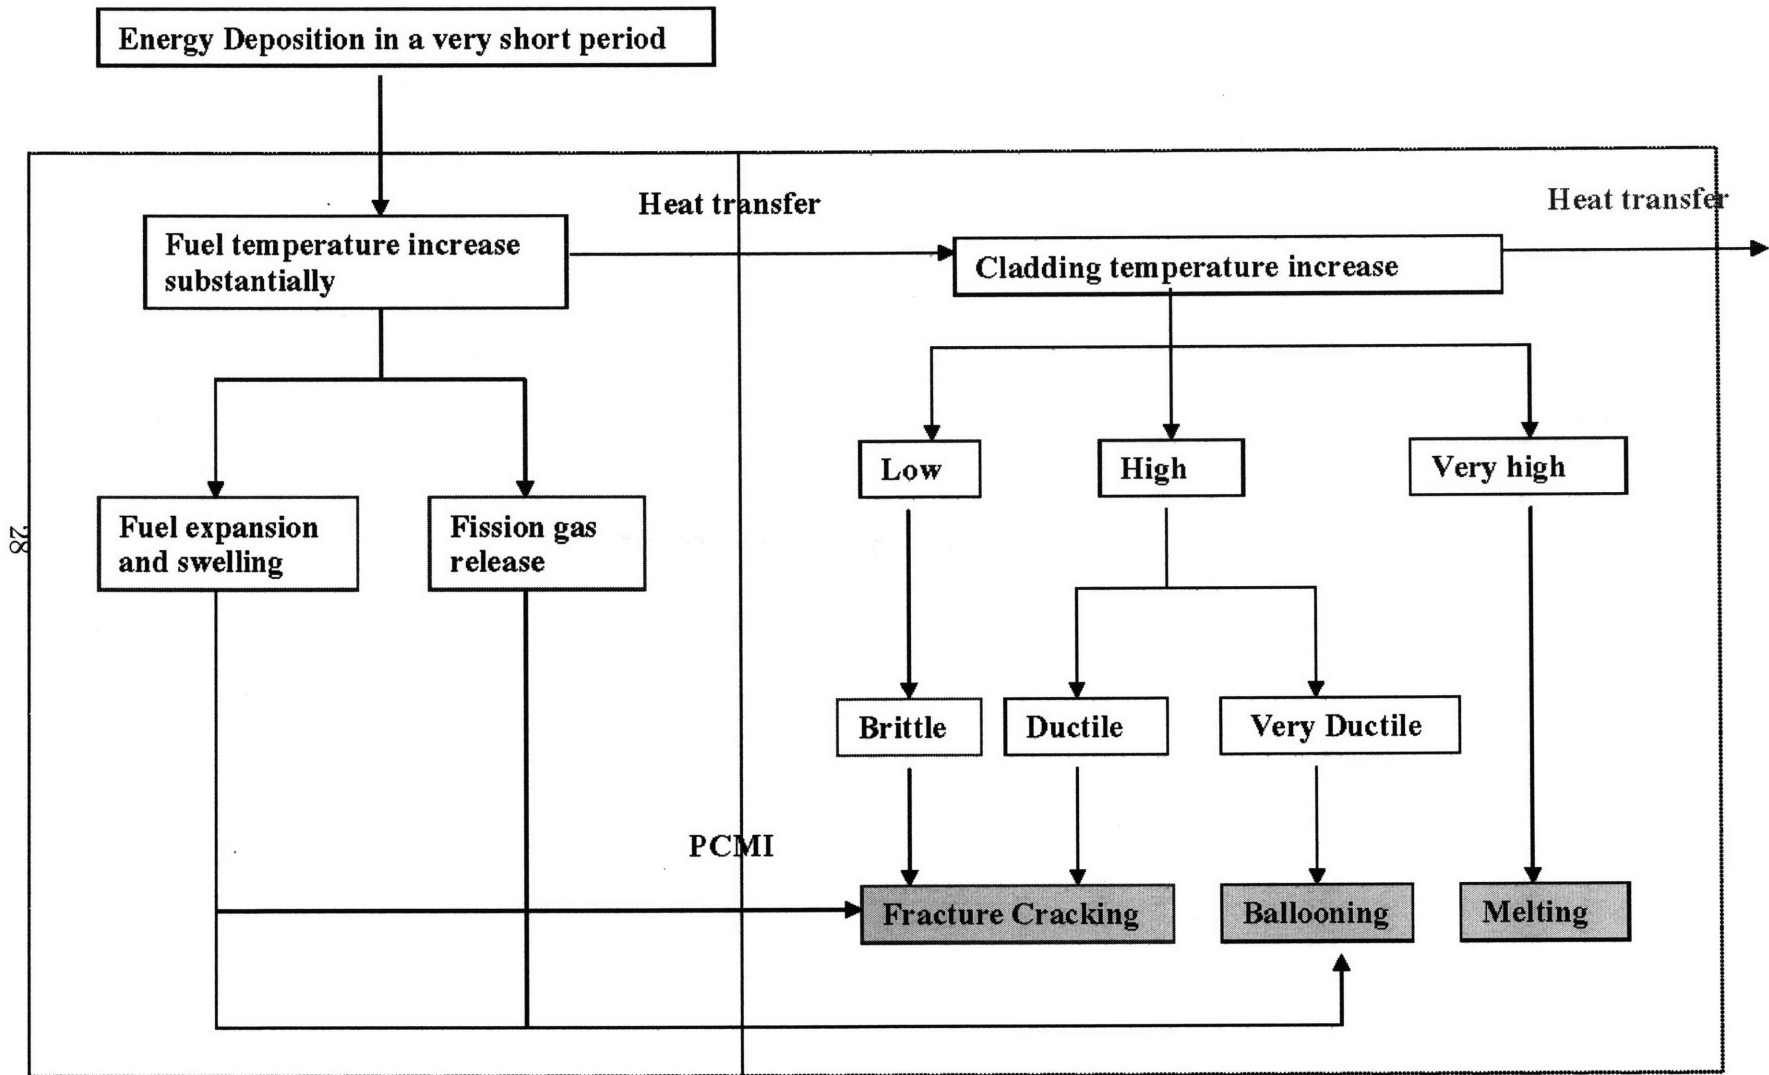 Energy Deposition in a very short period
Heat transfer
Heat transfer
Fuel temperature increase
substantially
Cladding temperature increase
Low
High
Very high
Fuel expansion
and swelling
Fission gas
release
28
Brittle
Ductile
Very Ductile
PCMI
Fracture Cracking
Ballooning
Melting